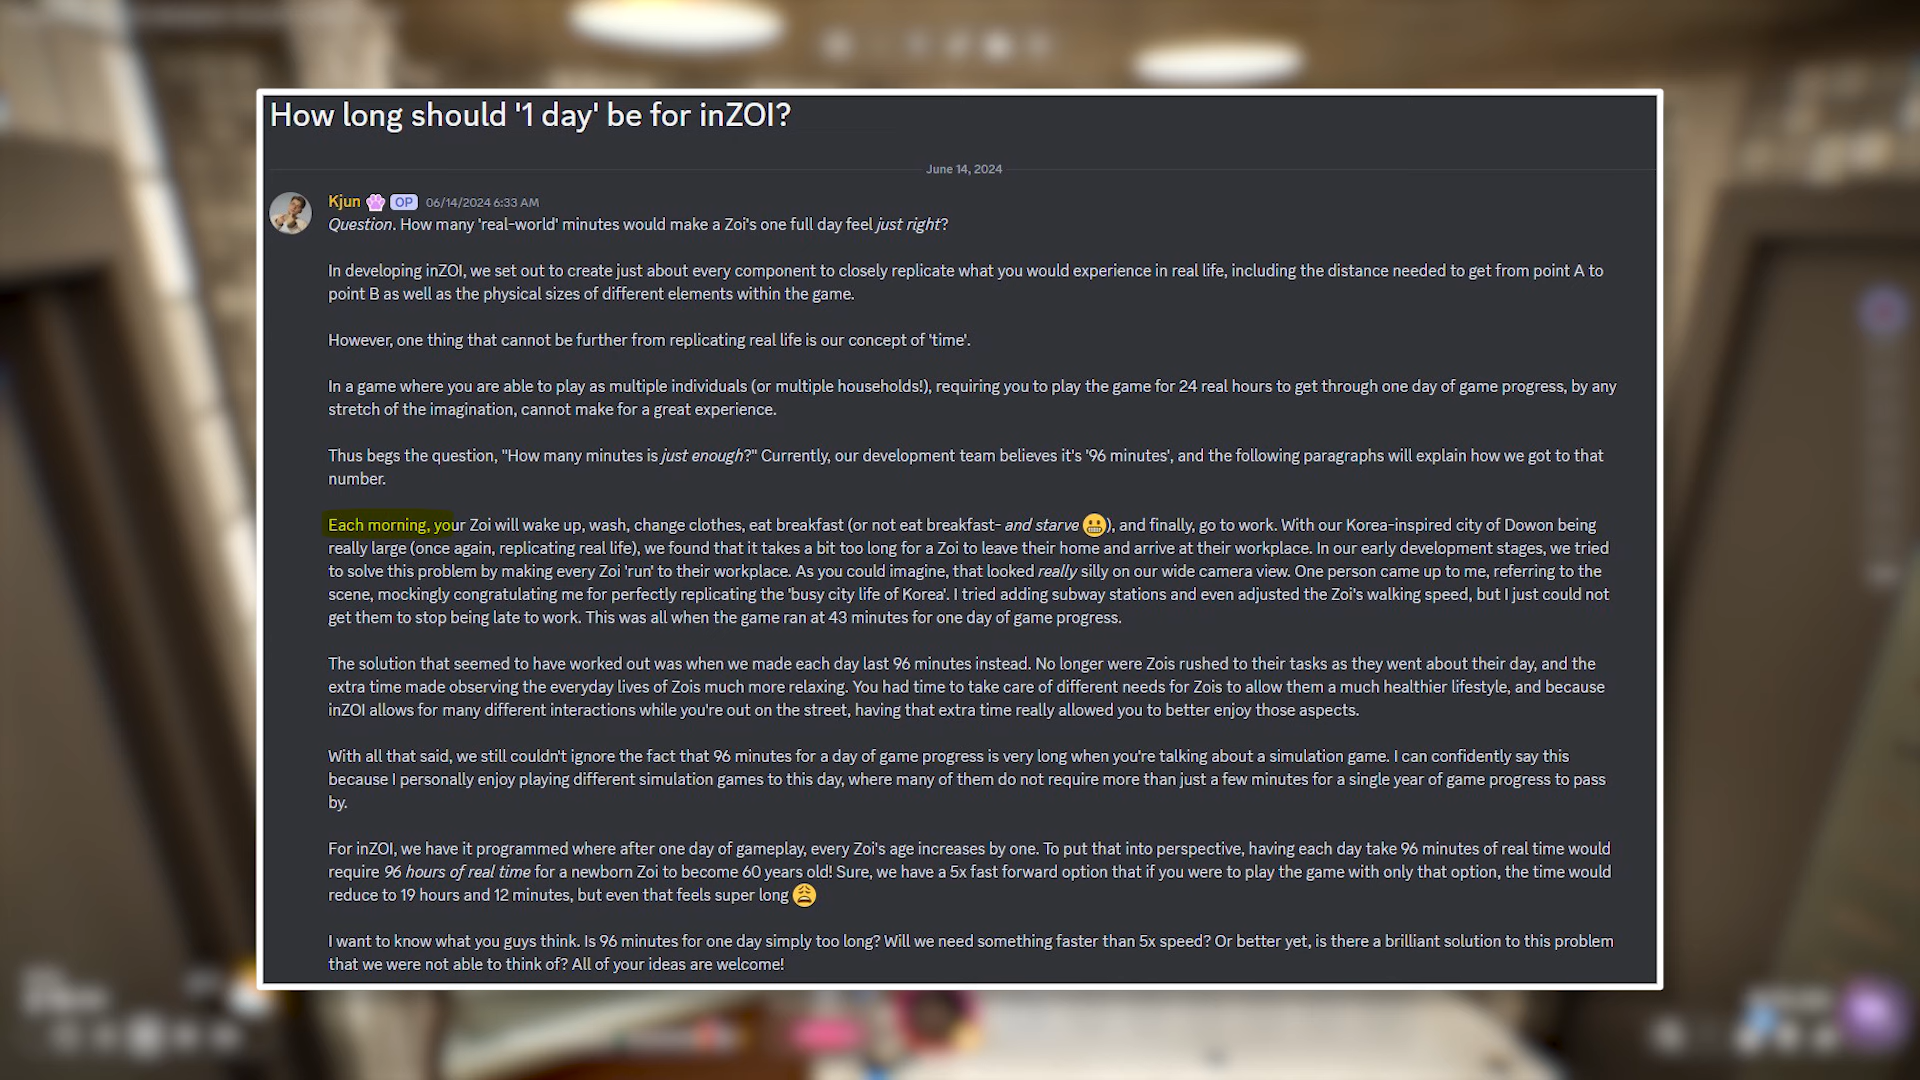 How long should '1 day' be for inZOI?
June 14, 2024
Kjun OP 06/14/2024 6:33 AM
Question. How many 'real-world' minutes would make a Zoi's one full day feel just right?
In developing inZOI, we set out to create just about every component to closely replicate what you would experience in real life, including the distance needed to get from point A to
point B as well as the physical sizes of different elements within the game.
However, one thing that cannot be further from replicating real life is our concept of 'time'.
In a game where you are able to play as multiple individuals (or multiple households!), requiring you to play the game for 24 real hours to get through one day of game progress, by any
stretch of the imagination, cannot make for a great experience.
Thus begs the question, "How many minutes is just enough?" Currently, our development team believes it's '96 minutes', and the following paragraphs will explain how we got to that
number.
Each morning, your Zoi will wake up, wash, change clothes, eat breakfast (or not eat breakfast- and starve 😬), and finally, go to work. With our Korea-inspired city of Dowon being
really large (once again, replicating real life), we found that it takes a bit too long for a Zoi to leave their home and arrive at their workplace. In our early development stages, we tried
to solve this problem by making every Zoi 'run' to their workplace. As you could imagine, that looked really silly on our wide camera view. One person came up to me, referring to the
scene, mockingly congratulating me for perfectly replicating the 'busy city life of Korea'. I tried adding subway stations and even adjusted the Zoi's walking speed, but I just could not
get them to stop being late to work. This was all when the game ran at 43 minutes for one day of game progress.
The solution that seemed to have worked out was when we made each day last 96 minutes instead. No longer were Zois rushed to their tasks as they went about their day, and the
extra time made observing the everyday lives of Zois much more relaxing. You had time to take care of different needs for Zois to allow them a much healthier lifestyle, and because
inZOI allows for many different interactions while you're out on the street, having that extra time really allowed you to better enjoy those aspects.
With all that said, we still couldn't ignore the fact that 96 minutes for a day of game progress is very long when you're talking about a simulation game. I can confidently say this
because I personally enjoy playing different simulation games to this day, where many of them do not require more than just a few minutes for a single year of game progress to pass
by.
For inZOI, we have it programmed where after one day of gameplay, every Zoi's age increases by one. To put that into perspective, having each day take 96 minutes of real time would
require 96 hours of real time for a newborn Zoi to become 60 years old! Sure, we have a 5x fast forward option that if you were to play the game with only that option, the time would
reduce to 19 hours and 12 minutes, but even that feels super long 😩
I want to know what you guys think. Is 96 minutes for one day simply too long? Will we need something faster than 5x speed? Or better yet, is there a brilliant solution to this problem
that we were not able to think of? All of your ideas are welcome!